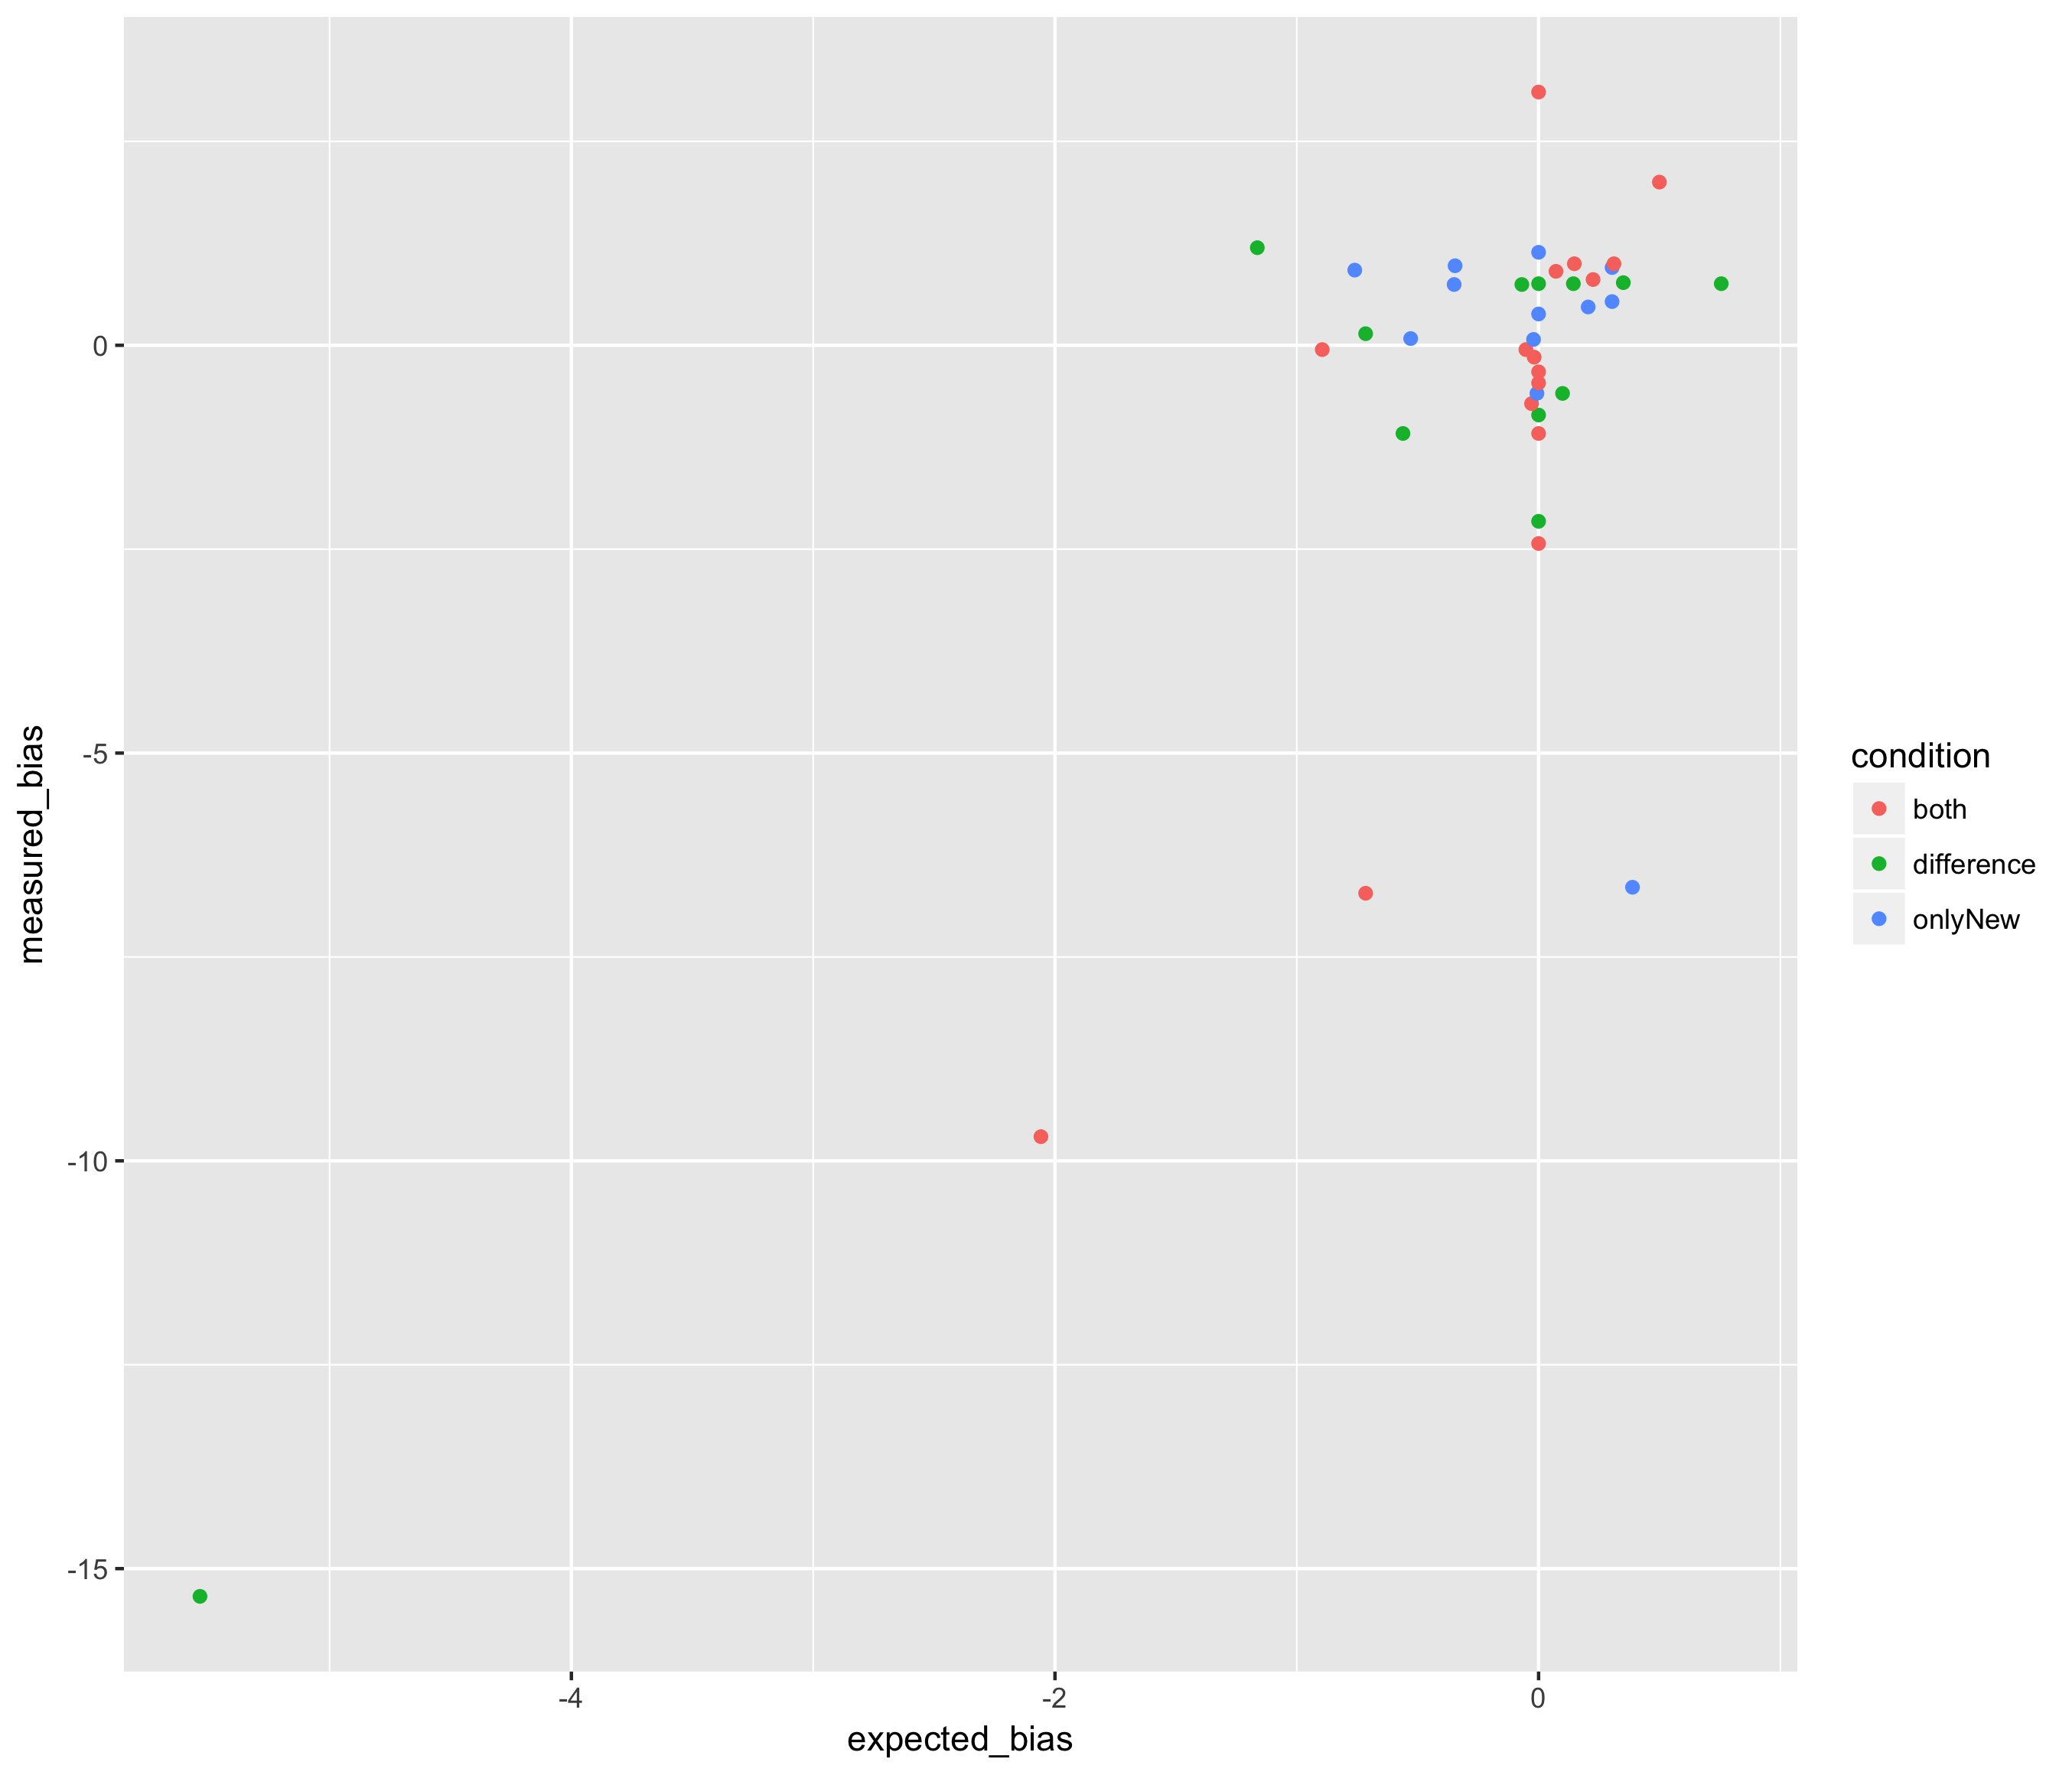 0
-5
-10
-15
measured_bias
-4
-2
0
expected_bias
condition
both
difference
onlyNew